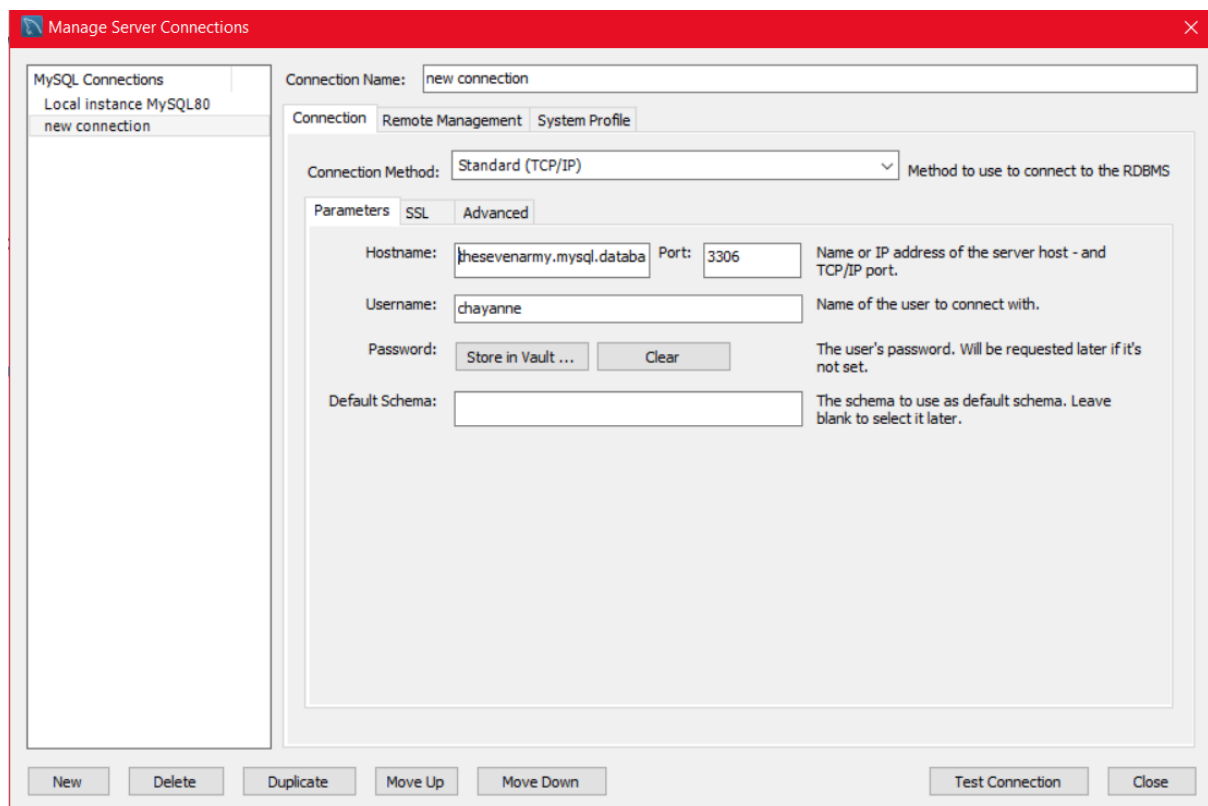 Manage Server Connections
MySQL Connections
Local instance MySQL80
new connection
Connection Name: new connection
Connection Remote Management System Profile
Connection Method: Standard (TCP/IP) Method to use to connect to the RDBMS
Parameters SSL Advanced
Hostname: thesevenarmy.mysql.databa Port: 3306 Name or IP address of the server host - and
TCP/IP port.
Username: chayanne Name of the user to connect with.
Password: Store in Vault ... Clear The user's password. Will be requested later if it's
not set.
Default Schema: The schema to use as default schema. Leave
blank to select it later.
New Delete Duplicate Move Up Move Down Test Connection Close